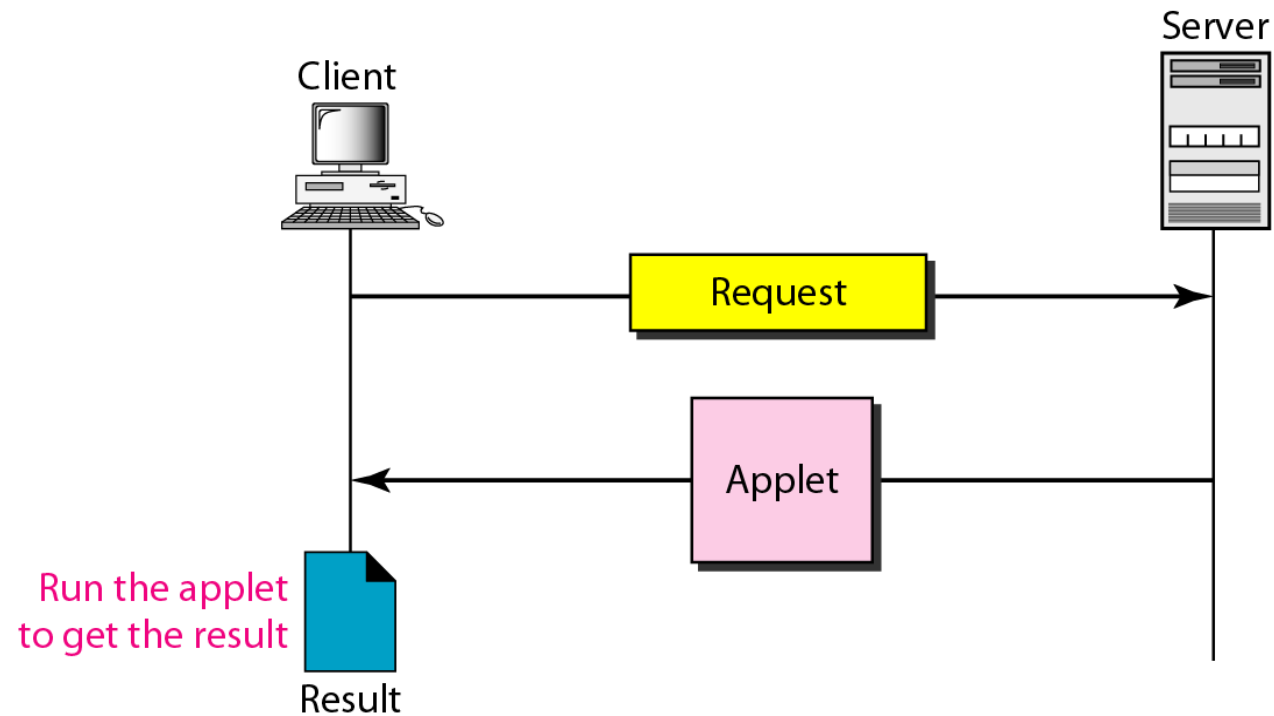 Server
Client
Request
Applet
Run the applet
to get the result
Result